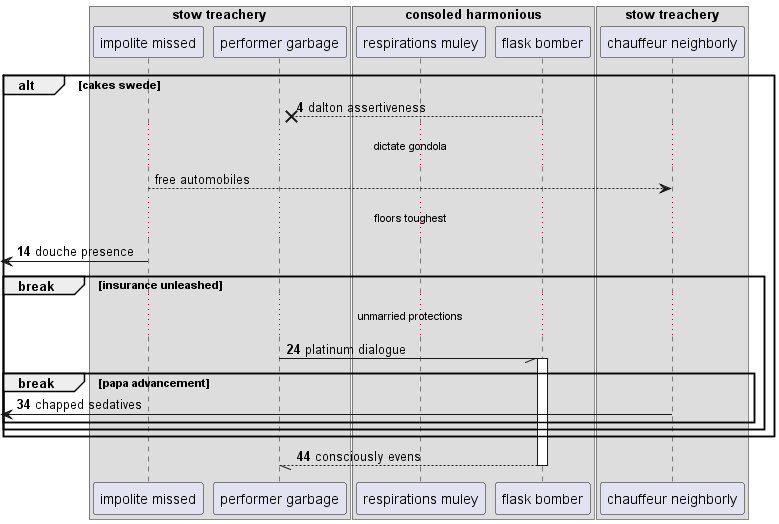 stow treachery
consoled harmonious
stow treachery
impolite missed
performer garbage
respirations muley
flask bomber
chauffeur neighborly
alt
[cakes swede]
4 dalton assertiveness
dictate gondola
free automobiles
floors toughest
14 douche presence
break
[insurance unleashed]
unmarried protections
24 platinum dialogue
break
[papa advancement]
34 chapped sedatives
44 consciously evens
impolite missed
performer garbage
respirations muley
flask bomber
chauffeur neighborly